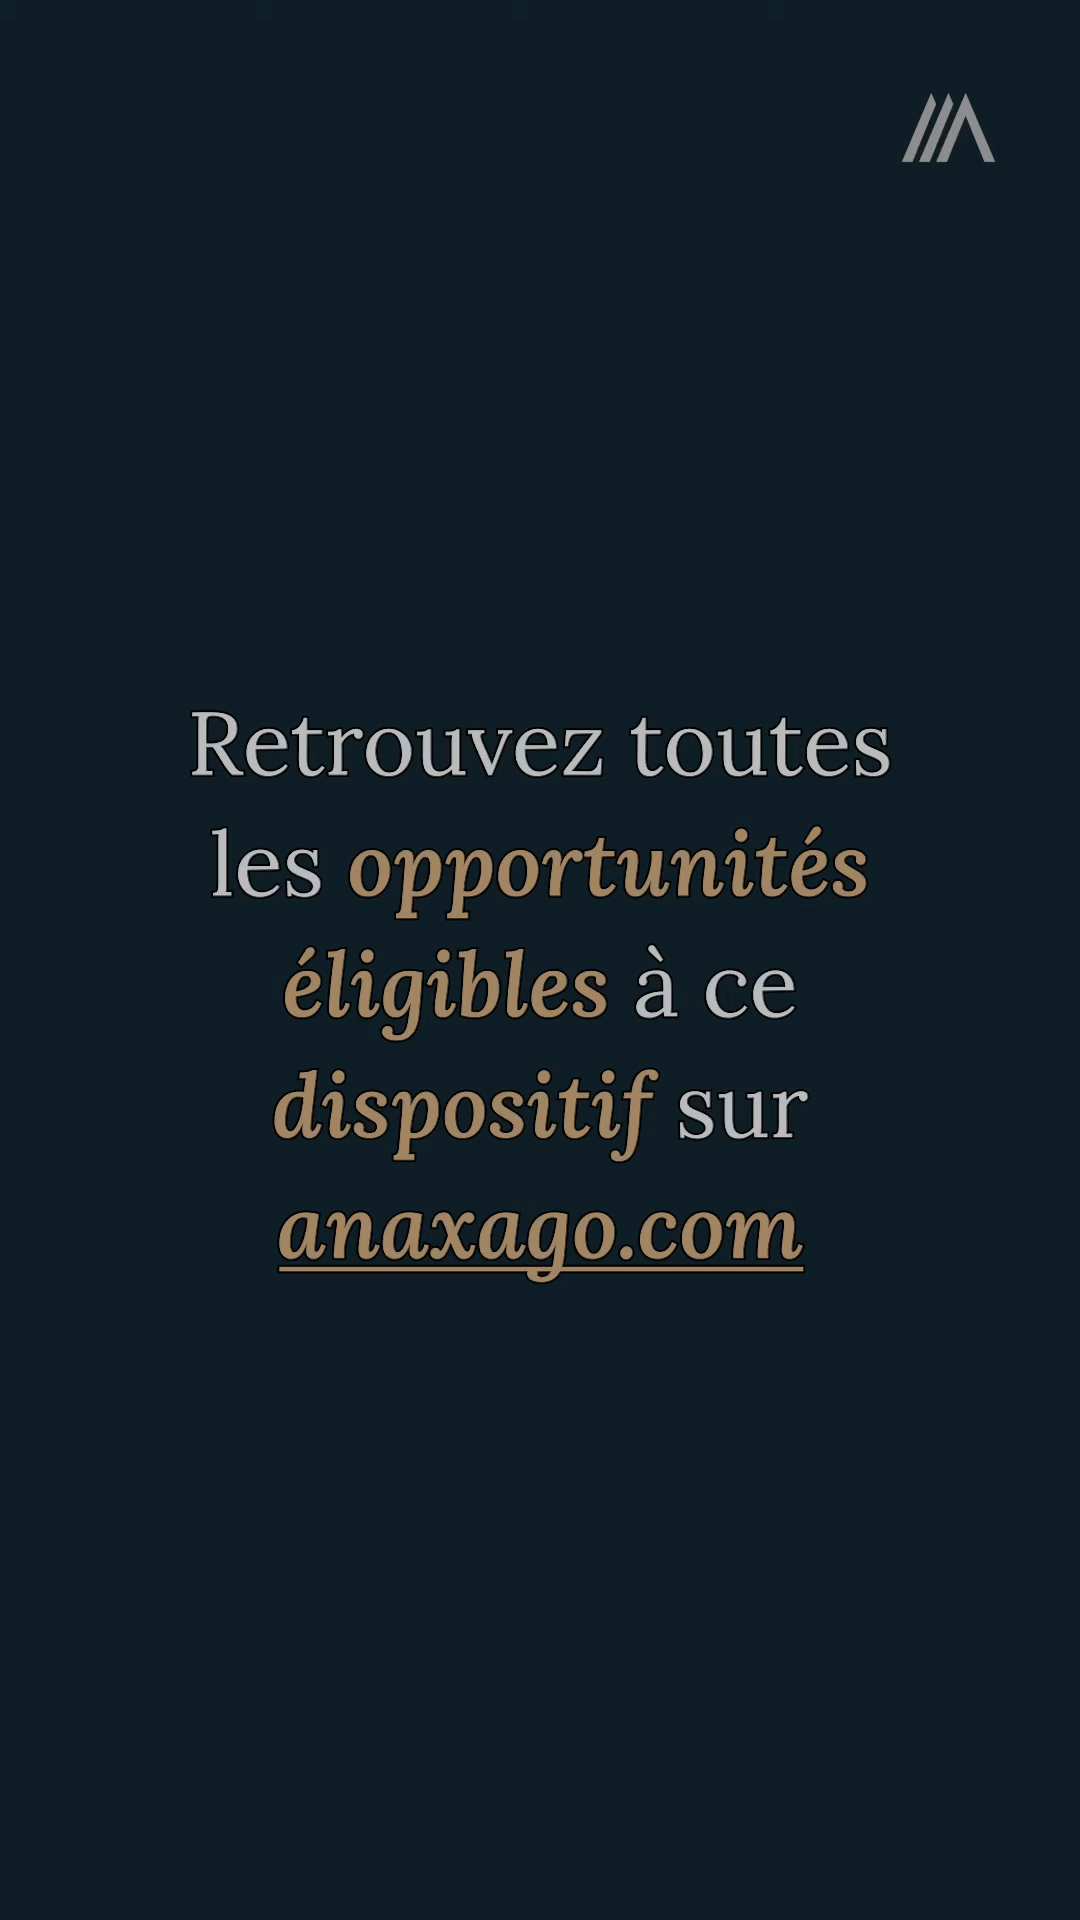 Retrouvez toutes
les opportunités
éligibles à ce
dispositif sur
anaxago.com